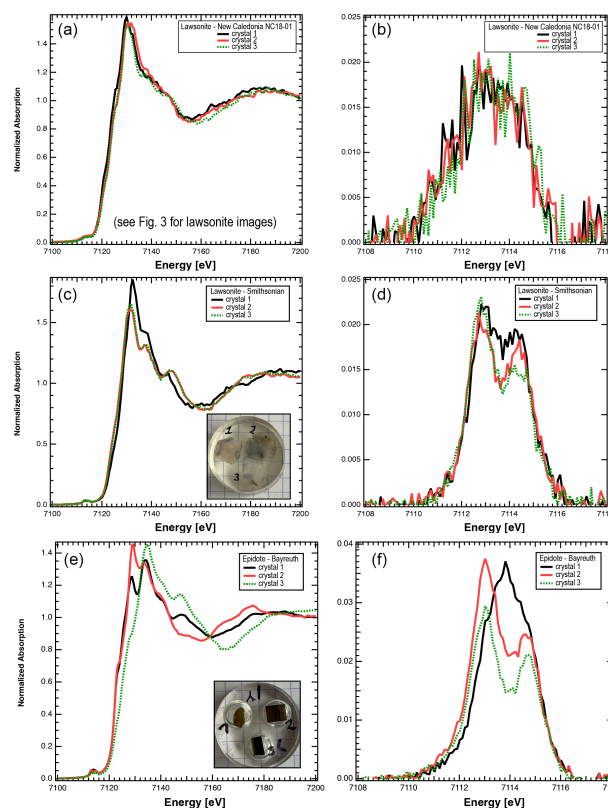 (a)
Lawsonite - New Caledonia NC18-01
crystal 1
crystal 2
crystal 3
(see Fig. 3 for lawsonite images)
Normalized Absorption
1.4
1.2
1.0
0.8
0.6
0.4
0.2
0.0
7100 7120 7140 7160 7180 7200
Energy [eV]
(b)
Lawsonite - New Caledonia NC18-01
crystal 1
crystal 2
crystal 3
0.025
0.020
0.015
0.010
0.005
0.000
7108 7110 7112 7114 7116 711
Energy [eV]
(c)
Lawsonite - Smithsonian
crystal 1
crystal 2
crystal 3
Normalized Absorption
1.5
1.0
0.5
0.0
1 2
3
7100 7120 7140 7160 7180 7200
Energy [eV]
(d)
Lawsonite - Smithsonian
crystal 1
crystal 2
crystal 3
0.025
0.020
0.015
0.010
0.005
0.000
7108 7110 7112 7114 7116 711
Energy [eV]
(e)
Epidote - Bayreuth
crystal 1
crystal 2
crystal 3
Normalized Absorption
1.4
1.2
1.0
0.8
0.6
0.4
0.2
0.0
7100 7120 7140 7160 7180 7200
Energy [eV]
(f)
Epidote - Bayreuth
crystal 1
crystal 2
crystal 3
0.04
0.03
0.02
0.01
0.00
7108 7110 7112 7114 7116 711
Energy [eV]